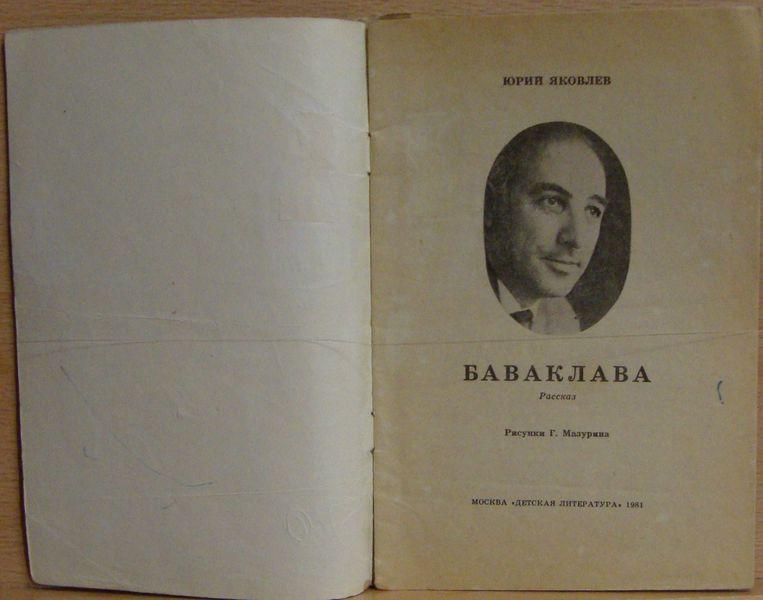 ЮРИЙ ЯКОВЛЕВ
БАВАКЛАВА
Рассказ
Рисунки Г. Мазурина
МОСКВА «ДЕТСКАЯ ЛИТЕРАТУРА» 1981